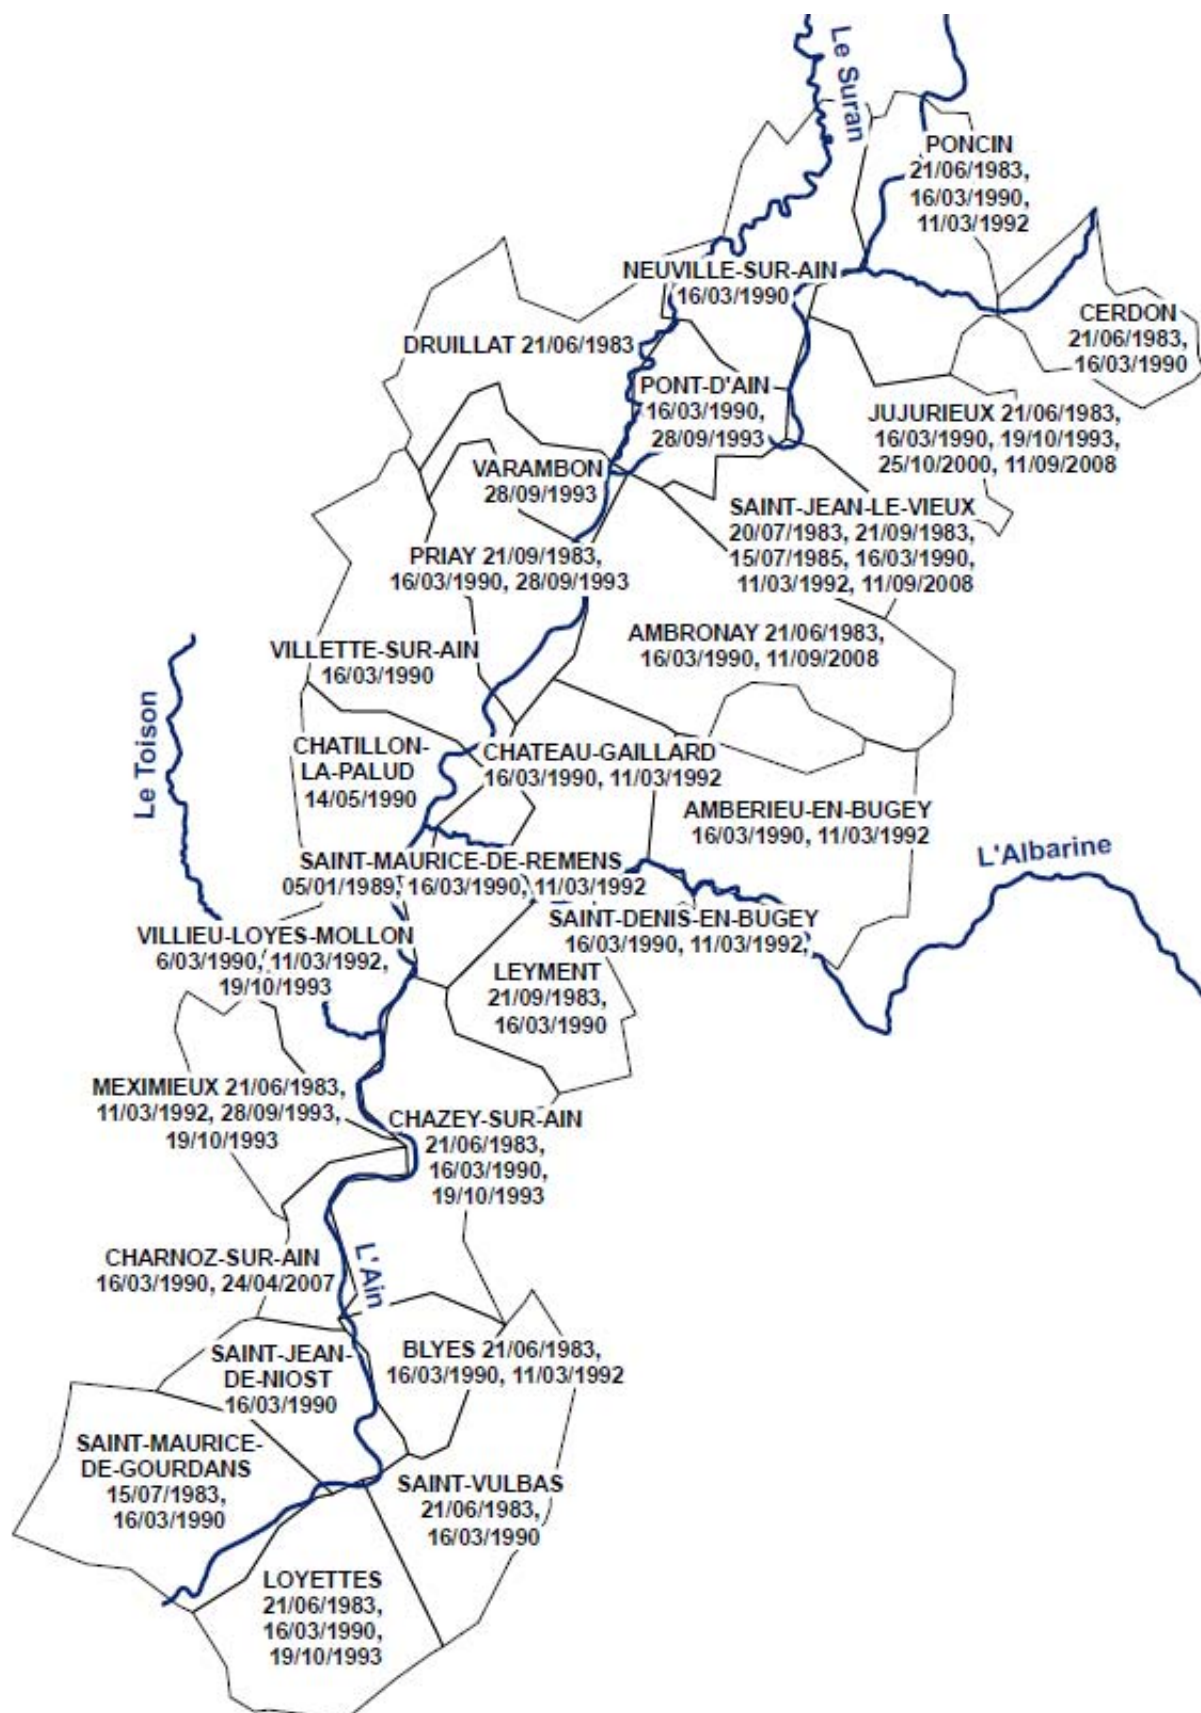 Le Suran
PONCIN
21/06/1983,
16/03/1990,
11/03/1992
NEUVILLE-SUR-AIN
16/03/1990
CERDON
21/06/1983,
16/03/1990
DRUILLAT 21/06/1983
PONT-D'AIN
16/03/1990,
28/09/1993
JUJURIEUX 21/06/1983,
16/03/1990, 19/10/1993,
25/10/2000, 11/09/2008
VARAMBON
28/09/1993
SAINT-JEAN-LE-VIEUX
20/07/1983, 21/09/1983,
15/07/1985, 16/03/1990,
11/03/1992, 11/09/2008
PRIAY 21/09/1983,
16/03/1990, 28/09/1993
AMBRONAY 21/06/1983,
16/03/1990, 11/09/2008
VILLETTE-SUR-AIN
16/03/1990
Le Toison
CHATILLON-
LA-PALUD
14/05/1990
CHATEAU-GAILLARD
16/03/1990, 11/03/1992
AMBERIEU-EN-BUGEY
16/03/1990, 11/03/1992
L'Albarine
SAINT-MAURICE-DE-REMENS
05/01/1989, 16/03/1990, 11/03/1992
SAINT-DENIS-EN-BUGEY
16/03/1990, 11/03/1992,
VILLIEU-LOYES-MOLLON
6/03/1990, 11/03/1992,
19/10/1993
LEYMENT
21/09/1983,
16/03/1990
MEXIMIEUX 21/06/1983,
11/03/1992, 28/09/1993,
19/10/1993
CHAZEY-SUR-AIN
21/06/1983,
16/03/1990,
19/10/1993
CHARNOZ-SUR-AIN
16/03/1990, 24/04/2007
L'Ain
SAINT-JEAN-
DE-NIOST
16/03/1990
BLYES 21/06/1983,
16/03/1990, 11/03/1992
SAINT-MAURICE-
DE-GOURDANS
15/07/1983,
16/03/1990
SAINT-VULBAS
21/06/1983,
16/03/1990
LOYETTES
21/06/1983,
16/03/1990,
19/10/1993